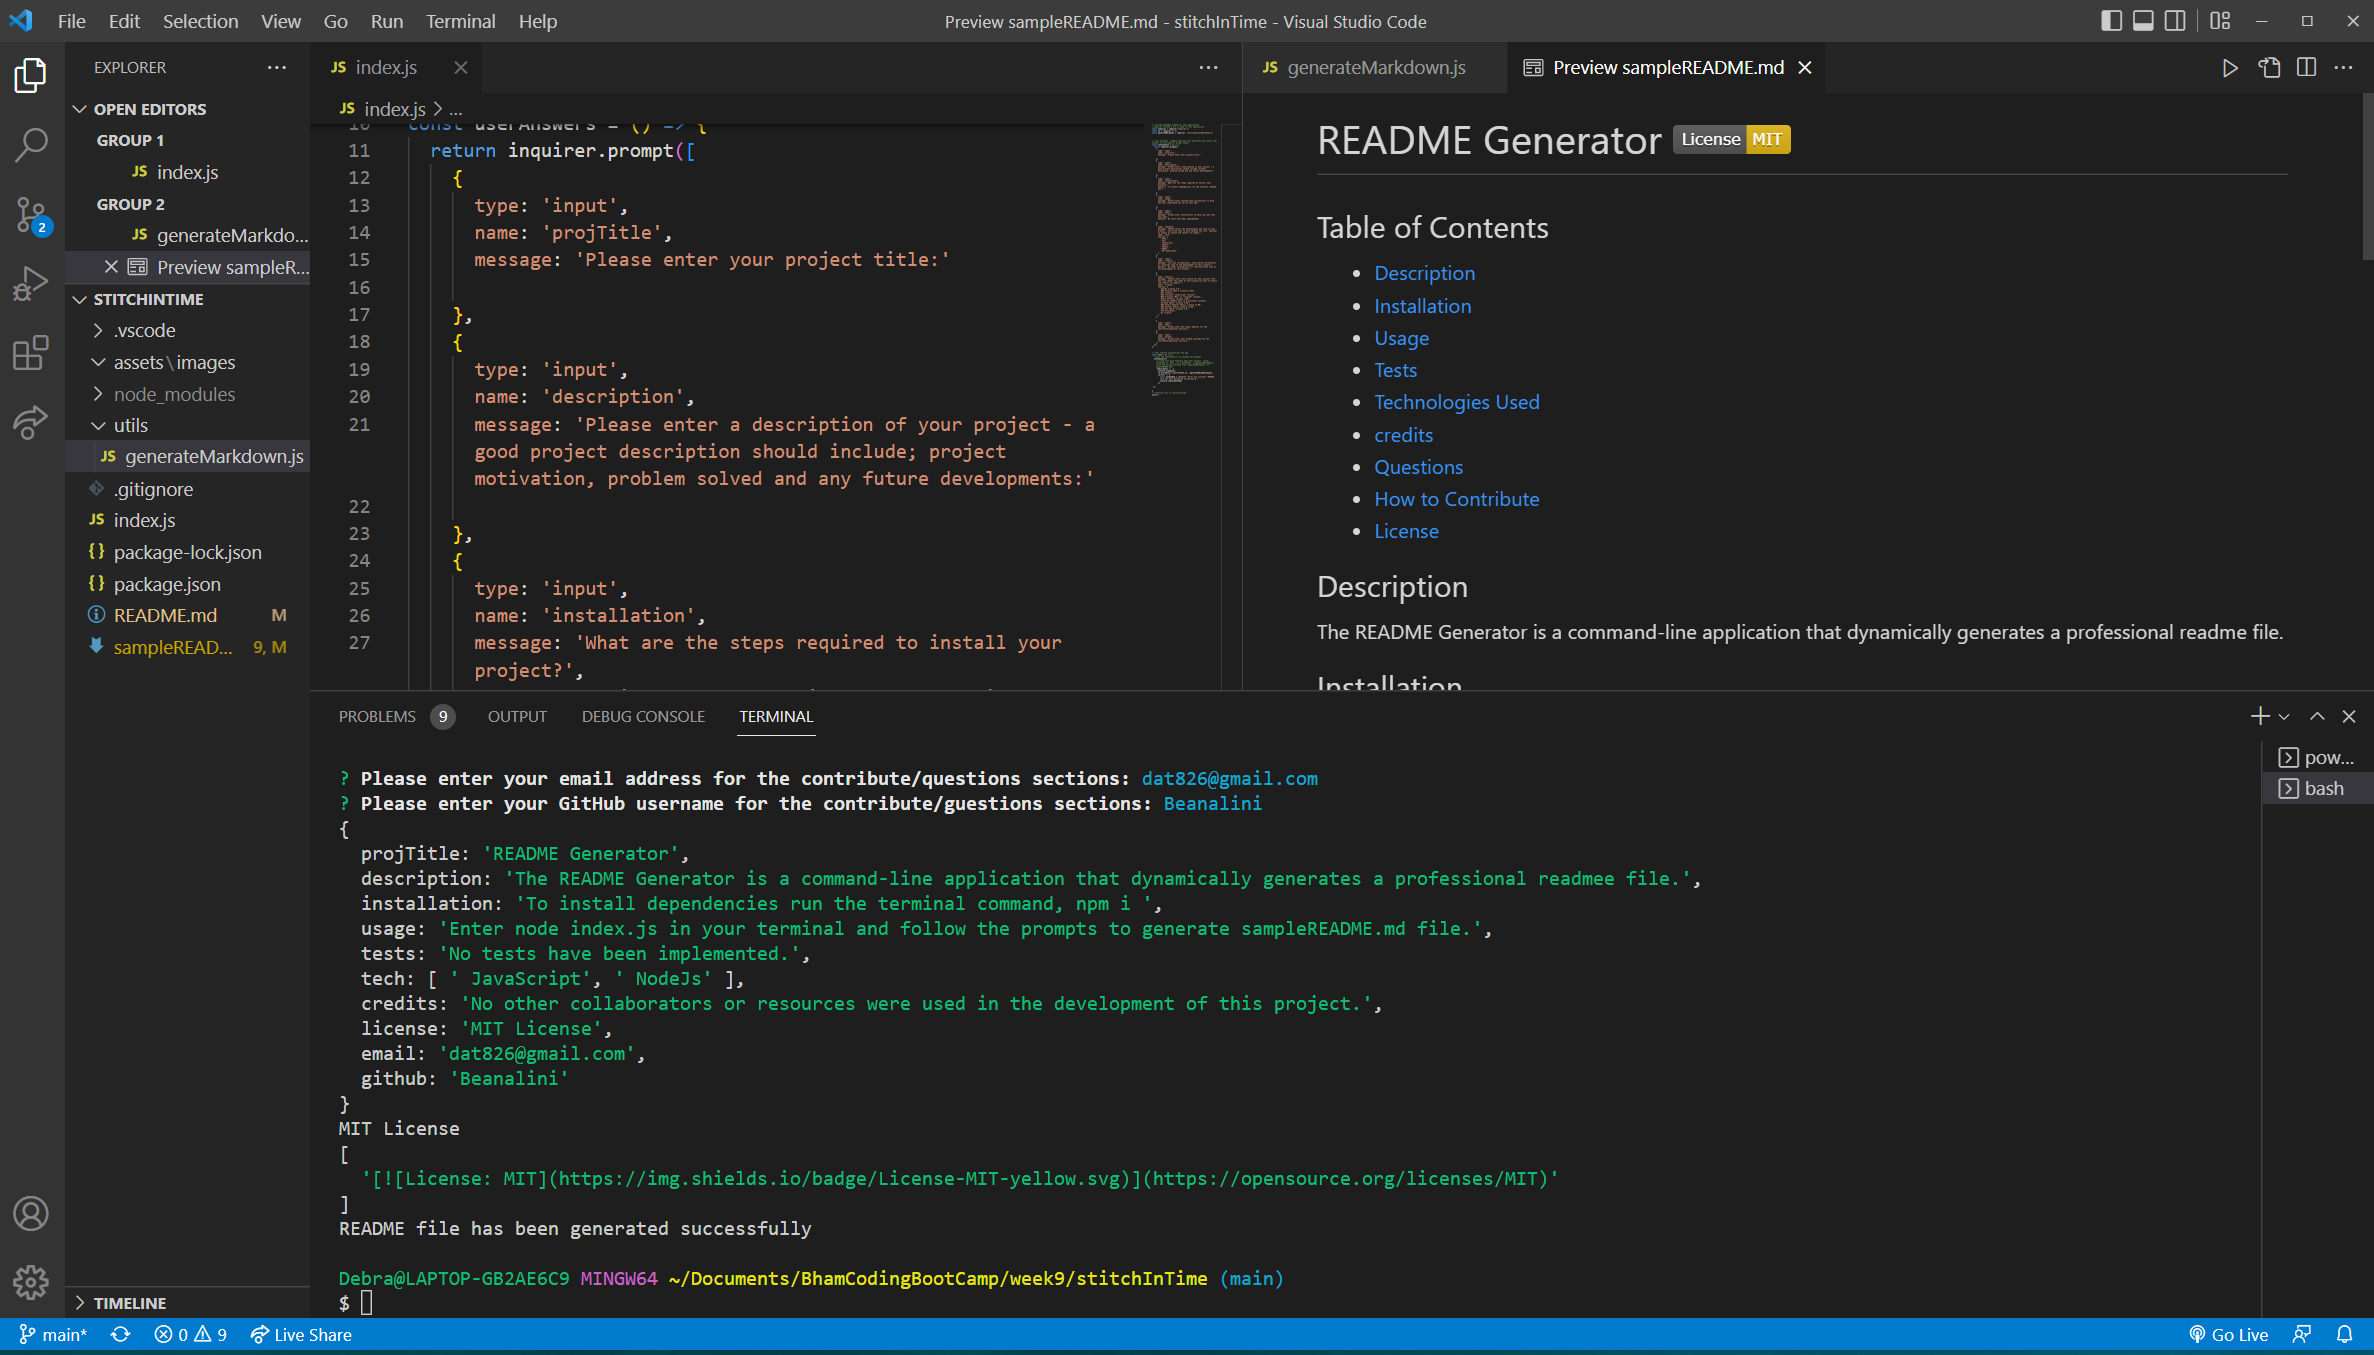 File Edit Selection View Go Run Terminal Help
Preview sampleREADME.md - stitchInTime - Visual Studio Code
EXPLORER
OPEN EDITORS
GROUP 1
JS index.js
GROUP 2
JS generateMarkdo...
Preview sampleR...
STITCHINTIME
.vscode
assets\images
node_modules
utils
JS generateMarkdown.js
.gitignore
JS index.js
{} package-lock.json
{} package.json
README.md M
sampleREAD... 9, M
TIMELINE
JS index.js
JS index.js > ...
10 const userAnswers = () => {
11 return inquirer.prompt([
12 {
13 type: 'input',
14 name: 'projTitle',
15 message: 'Please enter your project title:'
16
17 },
18 {
19 type: 'input',
20 name: 'description',
21 message: 'Please enter a description of your project - a
good project description should include; project
motivation, problem solved and any future developments:'
22
23 },
24 {
25 type: 'input',
26 name: 'installation',
27 message: 'What are the steps required to install your
project?',
JS generateMarkdown.js
Preview sampleREADME.md
README Generator License MIT
Table of Contents
• Description
• Installation
• Usage
• Tests
• Technologies Used
• credits
• Questions
• How to Contribute
• License
Description
The README Generator is a command-line application that dynamically generates a professional readme file.
Installation
PROBLEMS 9 OUTPUT DEBUG CONSOLE TERMINAL
pow...
bash
? Please enter your email address for the contribute/questions sections: dat826@gmail.com
? Please enter your GitHub username for the contribute/guestions sections: Beanalini
{
projTitle: 'README Generator',
description: 'The README Generator is a command-line application that dynamically generates a professional readmee file.',
installation: 'To install dependencies run the terminal command, npm i ',
usage: 'Enter node index.js in your terminal and follow the prompts to generate sampleREADME.md file.',
tests: 'No tests have been implemented.',
tech: [ ' JavaScript', ' NodeJs' ],
credits: 'No other collaborators or resources were used in the development of this project.',
license: 'MIT License',
email: 'dat826@gmail.com',
github: 'Beanalini'
}
MIT License
[
'[![License: MIT](https://img.shields.io/badge/License-MIT-yellow.svg)](https://opensource.org/licenses/MIT)'
]
README file has been generated successfully
Debra@LAPTOP-GB2AE6C9 MINGW64 ~/Documents/BhamCodingBootCamp/week9/stitchInTime (main)
$
2
main* 0 9 Live Share
Go Live